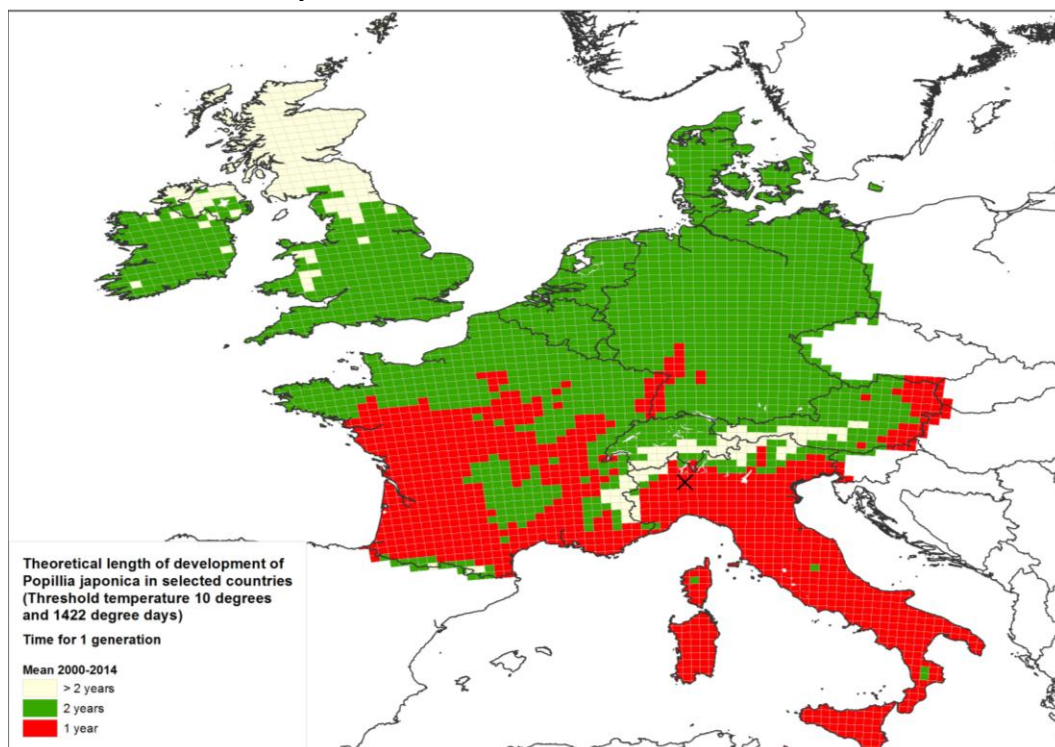 Theoretical length of development of
Popillia japonica in selected countries
(Threshold temperature 10 degrees
and 1422 degree days)
Time for 1 generation
Mean 2000-2014
> 2 years
2 years
1 year